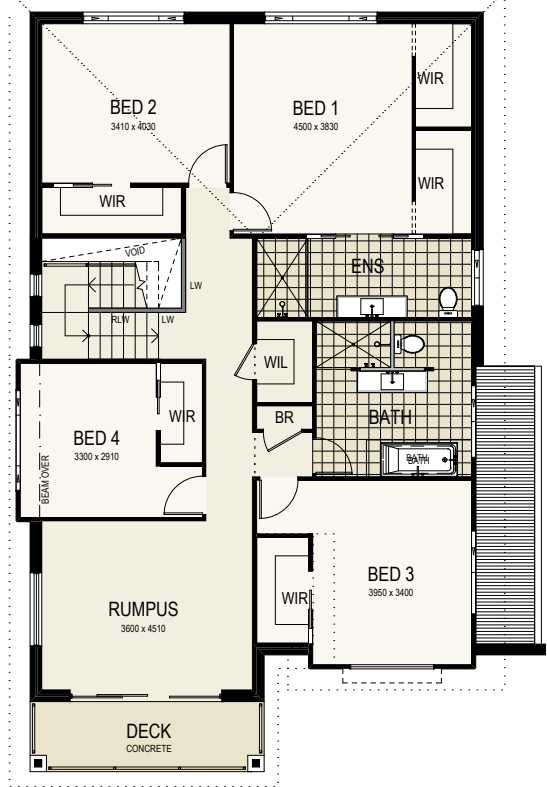 BED 2
3410 x 4030
BED 1
4500 x 3830
WIR
WIR
WIR
VOID
LW
ENS
RLW
LW
WIL
BED 4
3300 x 2910
WIR
BEAM OVER
BR
BATH
BATH
BATH
RUMPUS
3600 x 4510
WIR
BED 3
3950 x 3400
DECK
CONCRETE